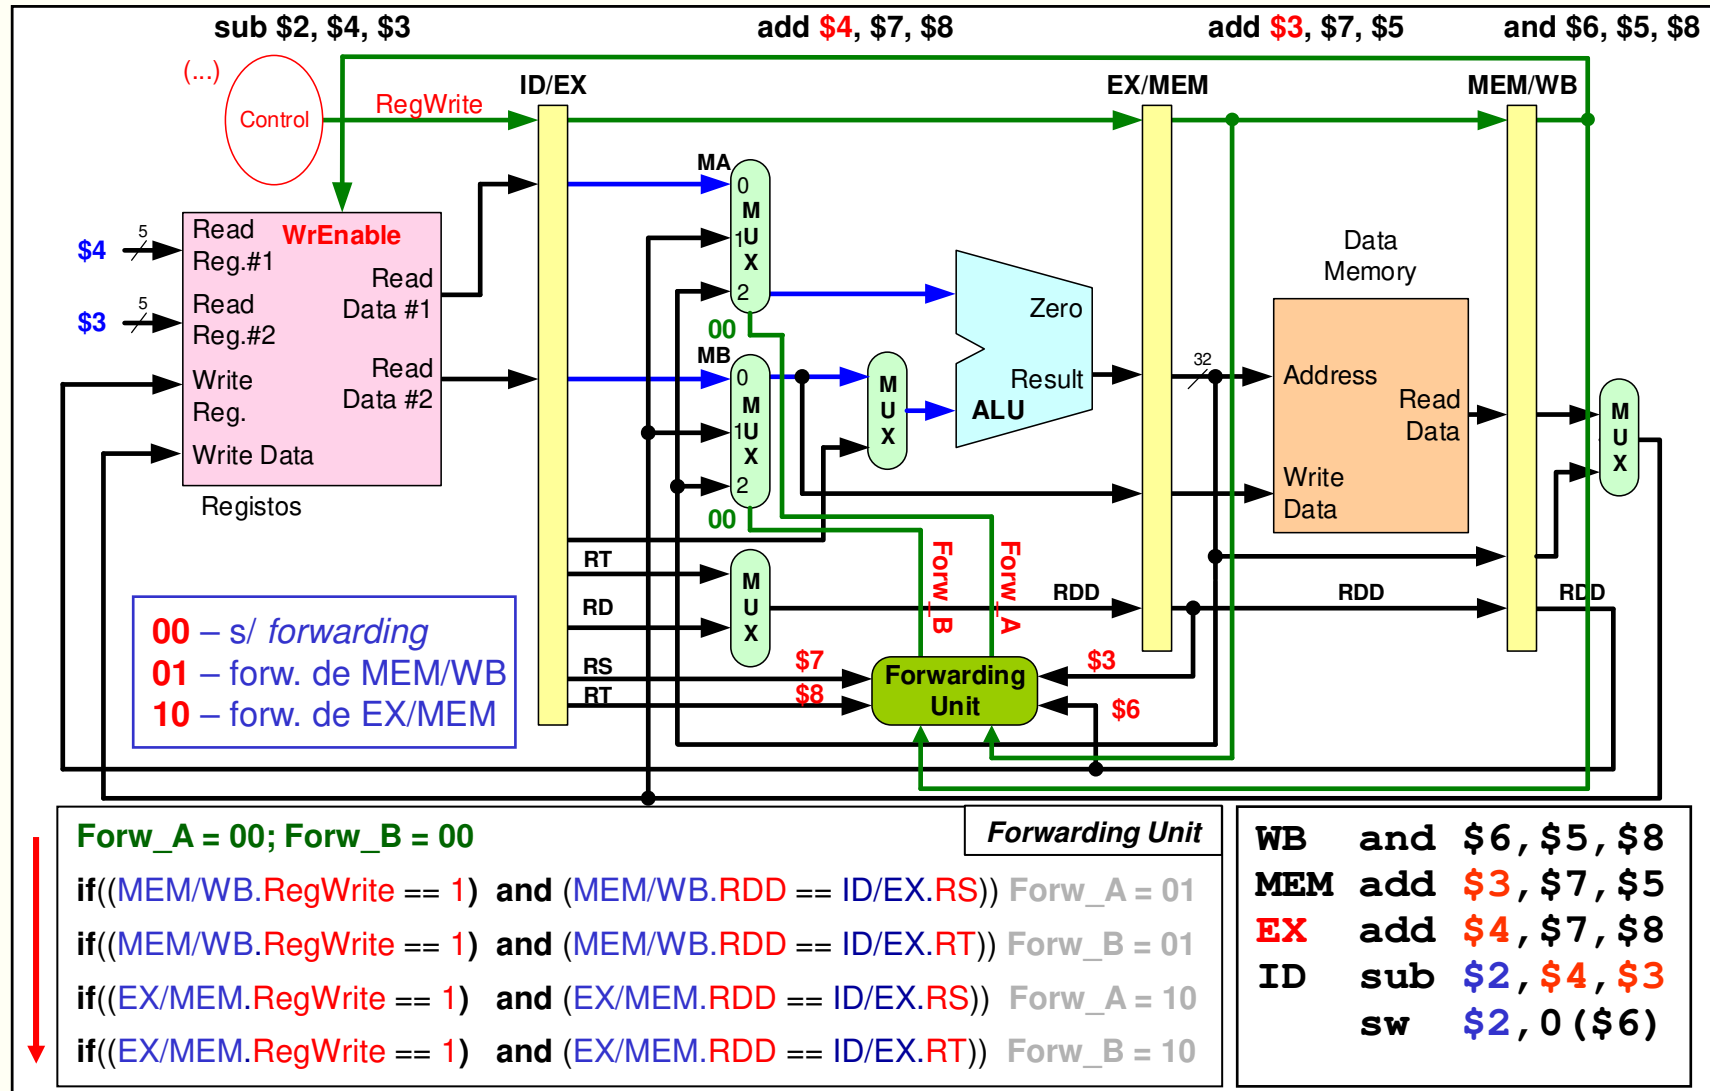 sub $2, $4, $3
add $4, $7, $8
add $3, $7, $5
and $6, $5, $8
(...)
Control
RegWrite
ID/EX
EX/MEM
MEM/WB
MA
0
M
1U
X
2
00
$4
5
Read
Reg.#1
WrEnable
Read
Data #1
$3
5
Read
Reg.#2
Write
Reg.
Read
Data #2
Write Data
Registos
MB
0
M
1U
X
2
00
M
U
X
Zero
Result
ALU
32
Data
Memory
Address
Read
Data
Write
Data
M
U
X
RT
RD
M
U
X
RDD
RDD
RDD
Forw_B
Forw_A
RS
$7
RT
$8
Forwarding
Unit
$3
$6
00 – s/ forwarding
01 – forw. de MEM/WB
10 – forw. de EX/MEM
Forw_A = 00; Forw_B = 00
Forwarding Unit
if((MEM/WB.RegWrite == 1) and (MEM/WB.RDD == ID/EX.RS)) Forw_A = 01
if((MEM/WB.RegWrite == 1) and (MEM/WB.RDD == ID/EX.RT)) Forw_B = 01
if((EX/MEM.RegWrite == 1) and (EX/MEM.RDD == ID/EX.RS)) Forw_A = 10
if((EX/MEM.RegWrite == 1) and (EX/MEM.RDD == ID/EX.RT)) Forw_B = 10
WB and $6,$5,$8
MEM add $3,$7,$5
EX add $4,$7,$8
ID sub $2,$4,$3
sw $2,0($6)